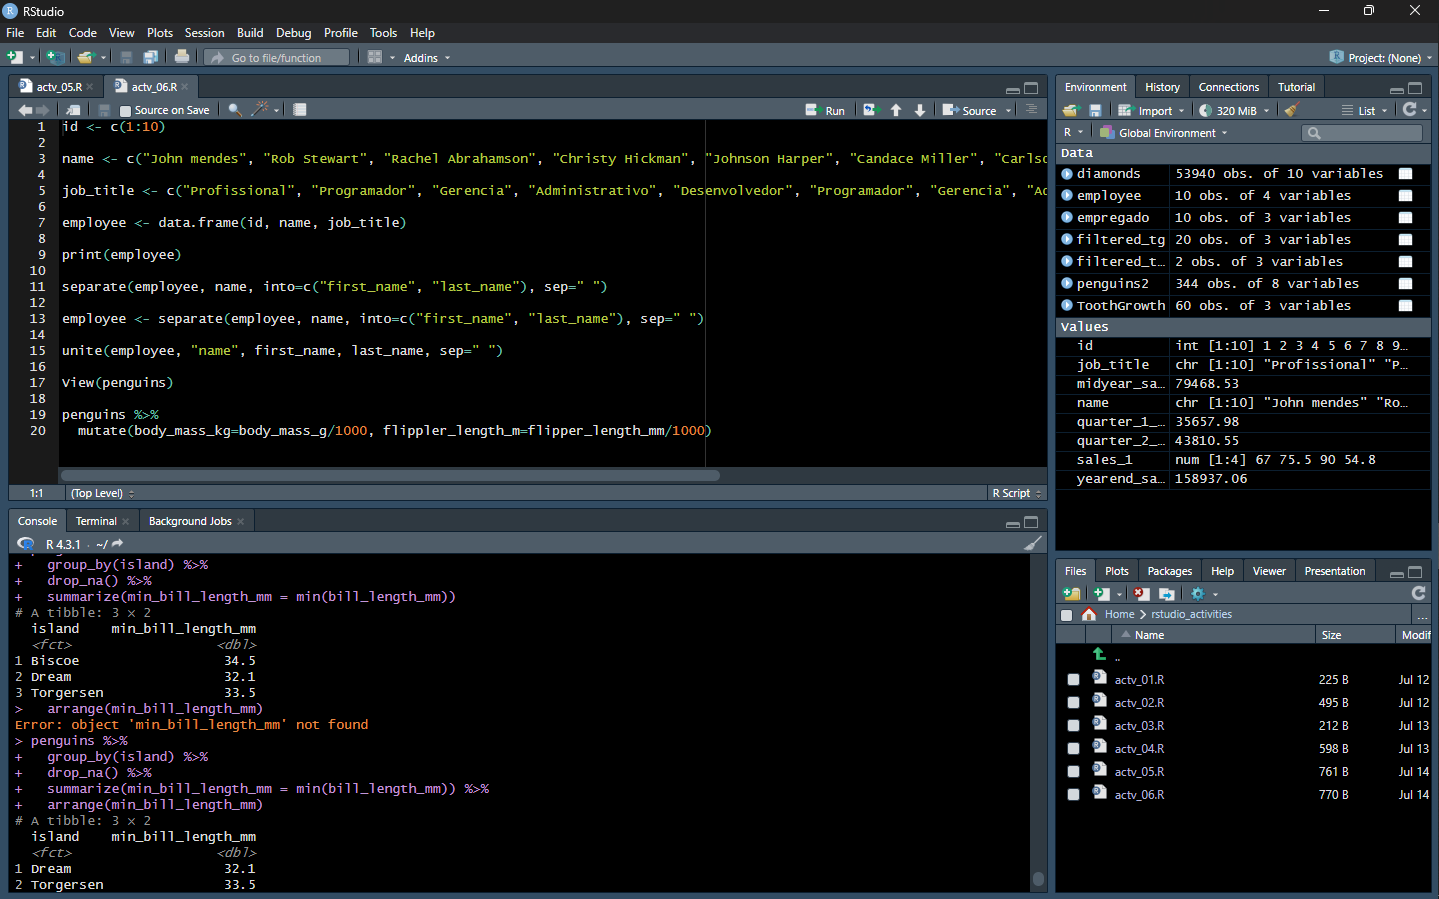 RStudio
File Edit Code View Plots Session Build Debug Profile Tools Help
Go to file/function Addins Project: (None)
actv_05.R actv_06.R
Source on Save Run Source
1 id <- c(1:10)
2
3 name <- c("John mendes", "Rob Stewart", "Rachel Abrahamson", "Christy Hickman", "Johnson Harper", "Candace Miller", "Carlso
4
5 job_title <- c("Profissional", "Programador", "Gerencia", "Administrativo", "Desenvolvedor", "Programador", "Gerencia", "Ad
6
7 employee <- data.frame(id, name, job_title)
8
9 print(employee)
10
11 separate(employee, name, into=c("first_name", "last_name"), sep=" ")
12
13 employee <- separate(employee, name, into=c("first_name", "last_name"), sep=" ")
14
15 unite(employee, "name", first_name, last_name, sep=" ")
16
17 View(penguins)
18
19 penguins %>%
20 mutate(body_mass_kg=body_mass_g/1000, flippler_length_m=flipper_length_mm/1000)
1:1 (Top Level) R Script
Console Terminal Background Jobs
R 4.3.1 · ~/
+ group_by(island) %>%
+ drop_na() %>%
+ summarize(min_bill_length_mm = min(bill_length_mm))
# A tibble: 3 × 2
island min_bill_length_mm
<fct> <dbl>
1 Biscoe 34.5
2 Dream 32.1
3 Torgersen 33.5
> arrange(min_bill_length_mm)
Error: object 'min_bill_length_mm' not found
> penguins %>%
+ group_by(island) %>%
+ drop_na() %>%
+ summarize(min_bill_length_mm = min(bill_length_mm)) %>%
+ arrange(min_bill_length_mm)
# A tibble: 3 × 2
island min_bill_length_mm
<fct> <dbl>
1 Dream 32.1
2 Torgersen 33.5
Environment History Connections Tutorial
Import 320 MiB List
R Global Environment
Data
diamonds 53940 obs. of 10 variables
employee 10 obs. of 4 variables
empregado 10 obs. of 3 variables
filtered_tg 20 obs. of 3 variables
filtered_t… 2 obs. of 3 variables
penguins2 344 obs. of 8 variables
ToothGrowth 60 obs. of 3 variables
Values
id int [1:10] 1 2 3 4 5 6 7 8 9…
job_title chr [1:10] "Profissional" "P…
midyear_sa… 79468.53
name chr [1:10] "John mendes" "Ro…
quarter_1_… 35657.98
quarter_2_… 43810.55
sales_1 num [1:4] 67 75.5 90 54.8
yearend_sa… 158937.06
Files Plots Packages Help Viewer Presentation
Home rstudio_activities ...
Name Size Modif
..
actv_01.R 225 B Jul 12
actv_02.R 495 B Jul 12
actv_03.R 212 B Jul 13
actv_04.R 598 B Jul 13
actv_05.R 761 B Jul 14
actv_06.R 770 B Jul 14